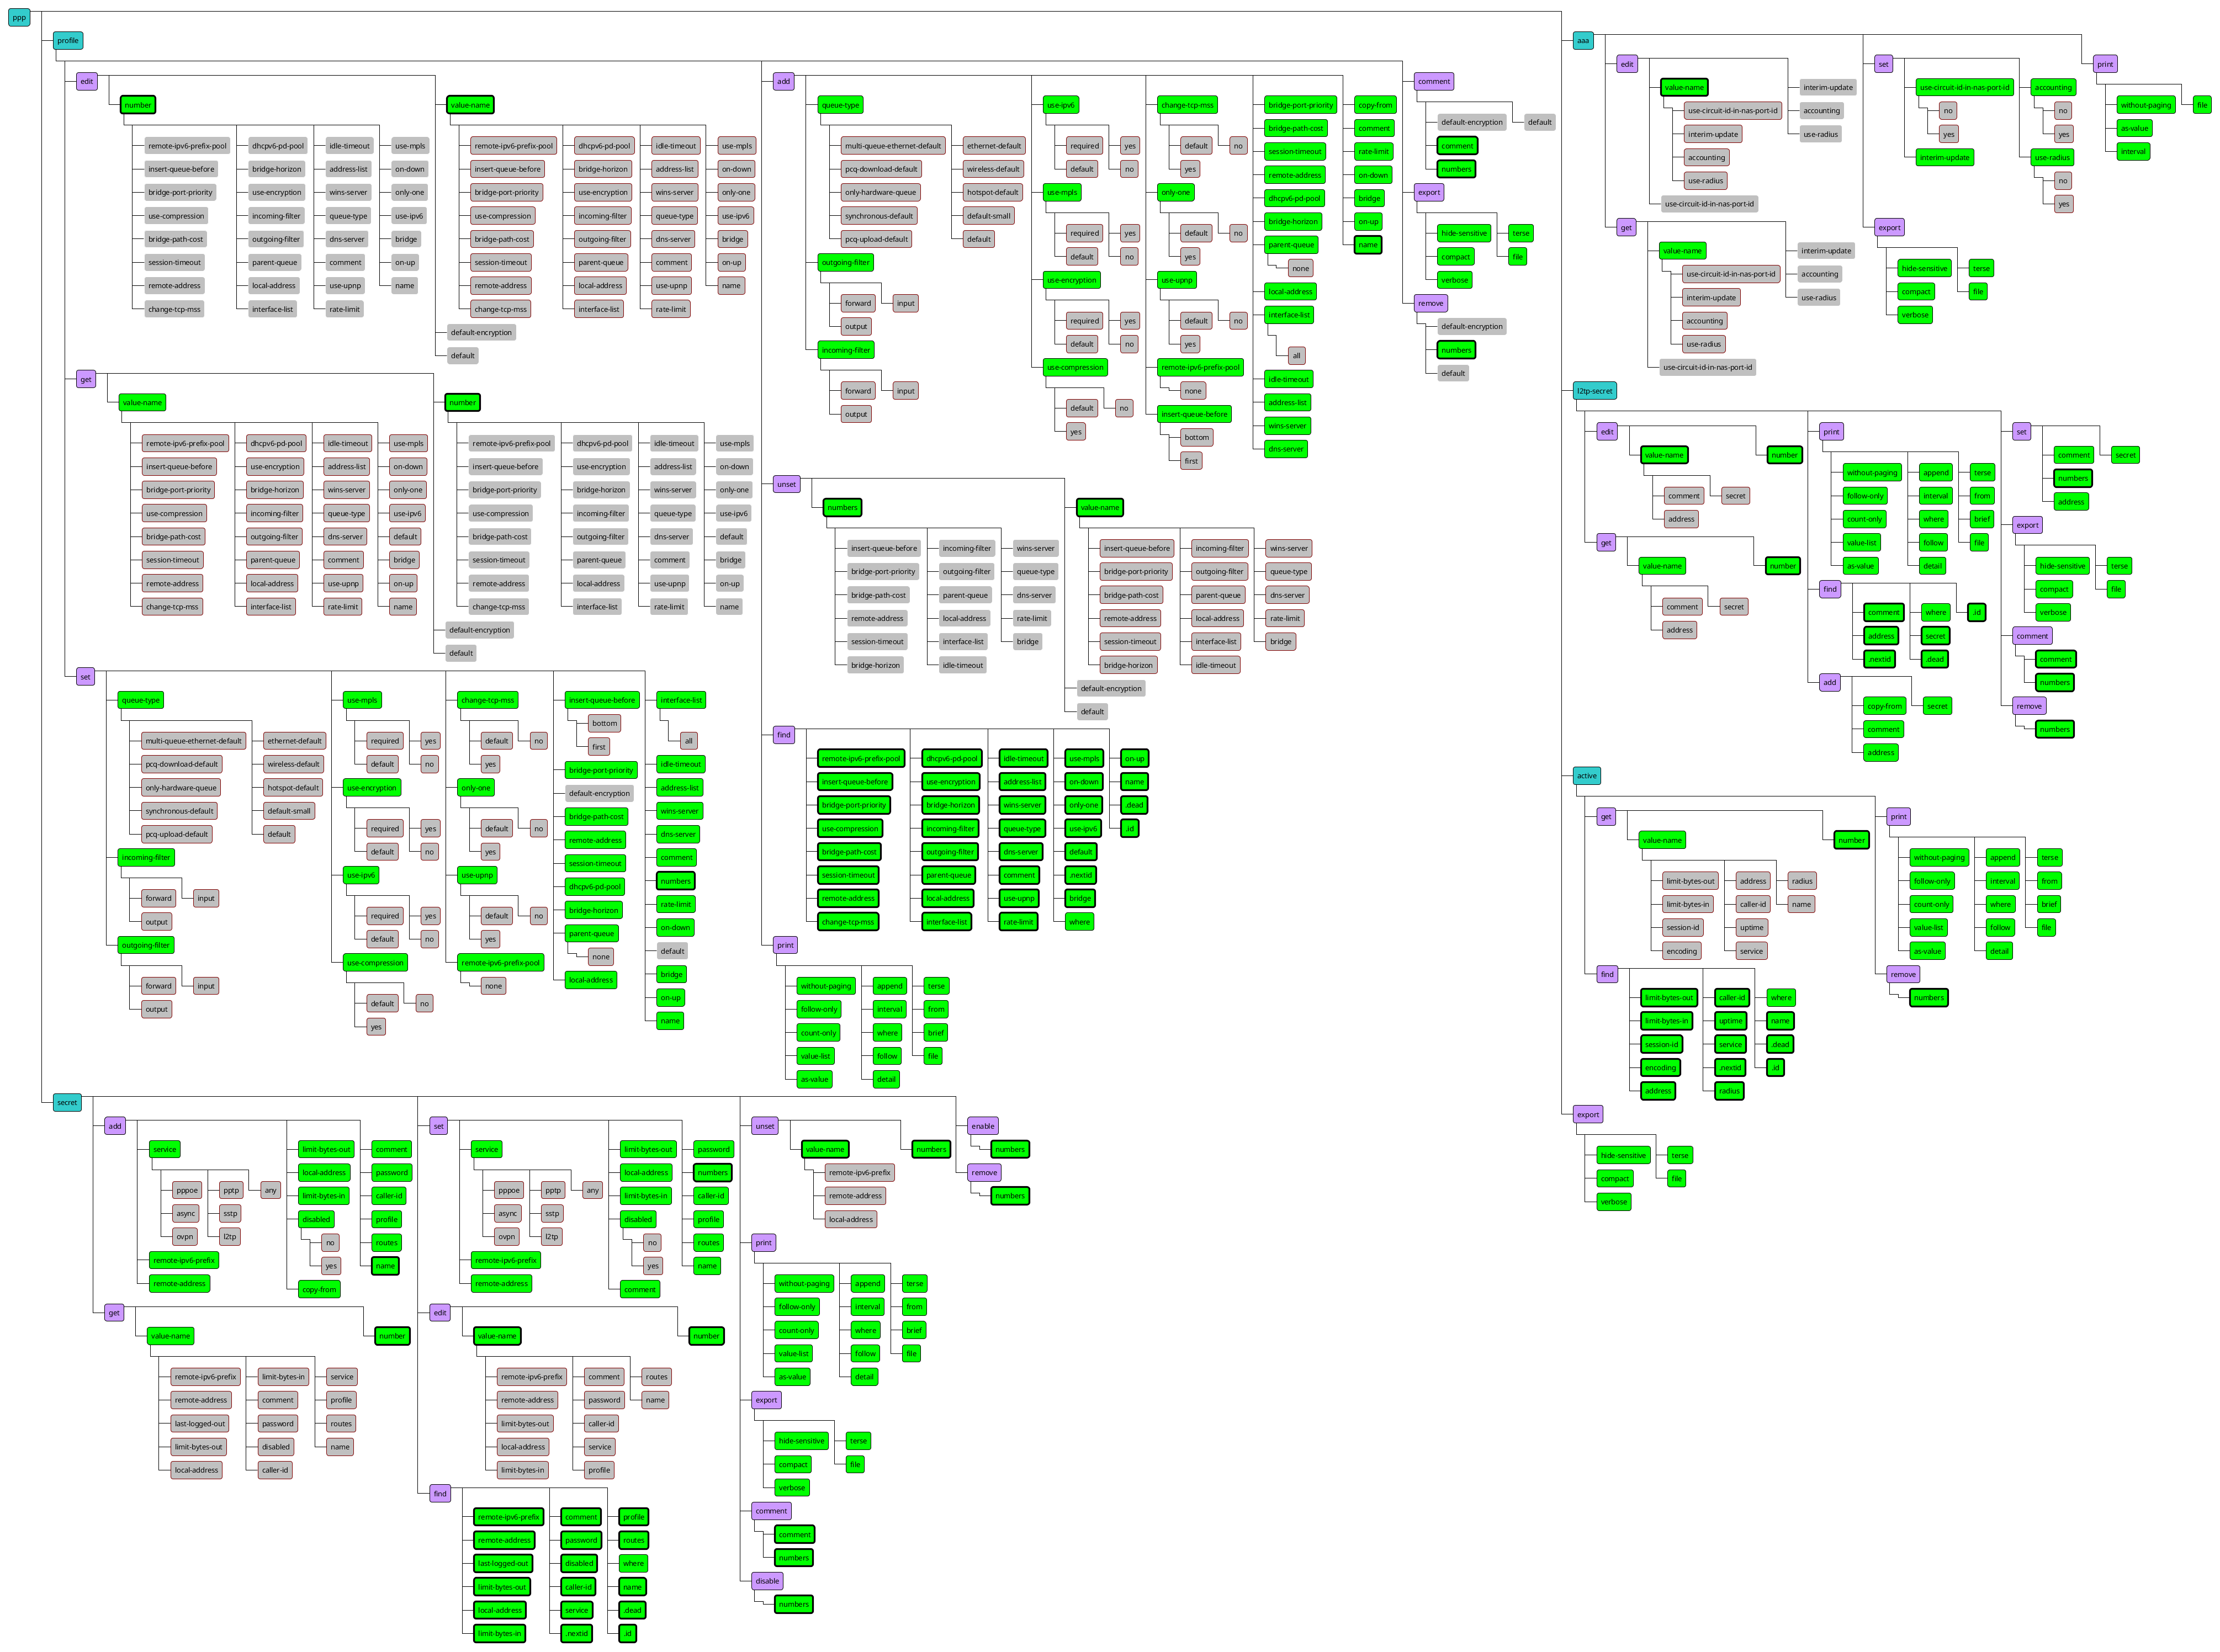 ppp
profile
edit
number
remote-ipv6-prefix-pool
insert-queue-before
bridge-port-priority
use-compression
bridge-path-cost
session-timeout
remote-address
change-tcp-mss
dhcpv6-pd-pool
bridge-horizon
use-encryption
incoming-filter
outgoing-filter
parent-queue
local-address
interface-list
idle-timeout
address-list
wins-server
queue-type
dns-server
comment
use-upnp
rate-limit
use-mpls
on-down
only-one
use-ipv6
bridge
on-up
name
value-name
remote-ipv6-prefix-pool
insert-queue-before
bridge-port-priority
use-compression
bridge-path-cost
session-timeout
remote-address
change-tcp-mss
dhcpv6-pd-pool
bridge-horizon
use-encryption
incoming-filter
outgoing-filter
parent-queue
local-address
interface-list
idle-timeout
address-list
wins-server
queue-type
dns-server
comment
use-upnp
rate-limit
use-mpls
on-down
only-one
use-ipv6
bridge
on-up
name
default-encryption
default
get
value-name
remote-ipv6-prefix-pool
insert-queue-before
bridge-port-priority
use-compression
bridge-path-cost
session-timeout
remote-address
change-tcp-mss
dhcpv6-pd-pool
use-encryption
bridge-horizon
incoming-filter
outgoing-filter
parent-queue
local-address
interface-list
idle-timeout
address-list
wins-server
queue-type
dns-server
comment
use-upnp
rate-limit
use-mpls
on-down
only-one
use-ipv6
default
bridge
on-up
name
number
remote-ipv6-prefix-pool
insert-queue-before
bridge-port-priority
use-compression
bridge-path-cost
session-timeout
remote-address
change-tcp-mss
dhcpv6-pd-pool
use-encryption
bridge-horizon
incoming-filter
outgoing-filter
parent-queue
local-address
interface-list
idle-timeout
address-list
wins-server
queue-type
dns-server
comment
use-upnp
rate-limit
use-mpls
on-down
only-one
use-ipv6
default
bridge
on-up
name
default-encryption
default
set
queue-type
multi-queue-ethernet-default
pcq-download-default
only-hardware-queue
synchronous-default
pcq-upload-default
ethernet-default
wireless-default
hotspot-default
default-small
default
incoming-filter
forward
output
input
outgoing-filter
forward
output
input
use-mpls
required
default
yes
no
use-encryption
required
default
yes
no
use-ipv6
required
default
yes
no
use-compression
default
yes
no
change-tcp-mss
default
yes
no
only-one
default
yes
no
use-upnp
default
yes
no
remote-ipv6-prefix-pool
none
insert-queue-before
bottom
first
bridge-port-priority
default-encryption
bridge-path-cost
remote-address
session-timeout
dhcpv6-pd-pool
bridge-horizon
parent-queue
none
local-address
interface-list
all
idle-timeout
address-list
wins-server
dns-server
comment
numbers
rate-limit
on-down
default
bridge
on-up
name
add
queue-type
multi-queue-ethernet-default
pcq-download-default
only-hardware-queue
synchronous-default
pcq-upload-default
ethernet-default
wireless-default
hotspot-default
default-small
default
outgoing-filter
forward
output
input
incoming-filter
forward
output
input
use-ipv6
required
default
yes
no
use-mpls
required
default
yes
no
use-encryption
required
default
yes
no
use-compression
default
yes
no
change-tcp-mss
default
yes
no
only-one
default
yes
no
use-upnp
default
yes
no
remote-ipv6-prefix-pool
none
insert-queue-before
bottom
first
bridge-port-priority
bridge-path-cost
session-timeout
remote-address
dhcpv6-pd-pool
bridge-horizon
parent-queue
none
local-address
interface-list
all
idle-timeout
address-list
wins-server
dns-server
copy-from
comment
rate-limit
on-down
bridge
on-up
name
unset
numbers
insert-queue-before
bridge-port-priority
bridge-path-cost
remote-address
session-timeout
bridge-horizon
incoming-filter
outgoing-filter
parent-queue
local-address
interface-list
idle-timeout
wins-server
queue-type
dns-server
rate-limit
bridge
value-name
insert-queue-before
bridge-port-priority
bridge-path-cost
remote-address
session-timeout
bridge-horizon
incoming-filter
outgoing-filter
parent-queue
local-address
interface-list
idle-timeout
wins-server
queue-type
dns-server
rate-limit
bridge
default-encryption
default
find
remote-ipv6-prefix-pool
insert-queue-before
bridge-port-priority
use-compression
bridge-path-cost
session-timeout
remote-address
change-tcp-mss
dhcpv6-pd-pool
use-encryption
bridge-horizon
incoming-filter
outgoing-filter
parent-queue
local-address
interface-list
idle-timeout
address-list
wins-server
queue-type
dns-server
comment
use-upnp
rate-limit
use-mpls
on-down
only-one
use-ipv6
default
.nextid
bridge
where
on-up
name
.dead
.id
print
without-paging
follow-only
count-only
value-list
as-value
append
interval
where
follow
detail
terse
from
brief
file
comment
default-encryption
comment
numbers
default
export
hide-sensitive
compact
verbose
terse
file
remove
default-encryption
numbers
default
secret
add
service
pppoe
async
ovpn
pptp
sstp
l2tp
any
remote-ipv6-prefix
remote-address
limit-bytes-out
local-address
limit-bytes-in
disabled
no
yes
copy-from
comment
password
caller-id
profile
routes
name
get
value-name
remote-ipv6-prefix
remote-address
last-logged-out
limit-bytes-out
local-address
limit-bytes-in
comment
password
disabled
caller-id
service
profile
routes
name
number
set
service
pppoe
async
ovpn
pptp
sstp
l2tp
any
remote-ipv6-prefix
remote-address
limit-bytes-out
local-address
limit-bytes-in
disabled
no
yes
comment
password
numbers
caller-id
profile
routes
name
edit
value-name
remote-ipv6-prefix
remote-address
limit-bytes-out
local-address
limit-bytes-in
comment
password
caller-id
service
profile
routes
name
number
find
remote-ipv6-prefix
remote-address
last-logged-out
limit-bytes-out
local-address
limit-bytes-in
comment
password
disabled
caller-id
service
.nextid
profile
routes
where
name
.dead
.id
unset
value-name
remote-ipv6-prefix
remote-address
local-address
numbers
print
without-paging
follow-only
count-only
value-list
as-value
append
interval
where
follow
detail
terse
from
brief
file
export
hide-sensitive
compact
verbose
terse
file
comment
comment
numbers
disable
numbers
enable
numbers
remove
numbers
aaa
edit
value-name
use-circuit-id-in-nas-port-id
interim-update
accounting
use-radius
use-circuit-id-in-nas-port-id
interim-update
accounting
use-radius
get
value-name
use-circuit-id-in-nas-port-id
interim-update
accounting
use-radius
use-circuit-id-in-nas-port-id
interim-update
accounting
use-radius
set
use-circuit-id-in-nas-port-id
no
yes
interim-update
accounting
no
yes
use-radius
no
yes
export
hide-sensitive
compact
verbose
terse
file
print
without-paging
as-value
interval
file
l2tp-secret
edit
value-name
comment
address
secret
number
get
value-name
comment
address
secret
number
print
without-paging
follow-only
count-only
value-list
as-value
append
interval
where
follow
detail
terse
from
brief
file
find
comment
address
.nextid
where
secret
.dead
.id
add
copy-from
comment
address
secret
set
comment
numbers
address
secret
export
hide-sensitive
compact
verbose
terse
file
comment
comment
numbers
remove
numbers
active
get
value-name
limit-bytes-out
limit-bytes-in
session-id
encoding
address
caller-id
uptime
service
radius
name
number
find
limit-bytes-out
limit-bytes-in
session-id
encoding
address
caller-id
uptime
service
.nextid
radius
where
name
.dead
.id
print
without-paging
follow-only
count-only
value-list
as-value
append
interval
where
follow
detail
terse
from
brief
file
remove
numbers
export
hide-sensitive
compact
verbose
terse
file